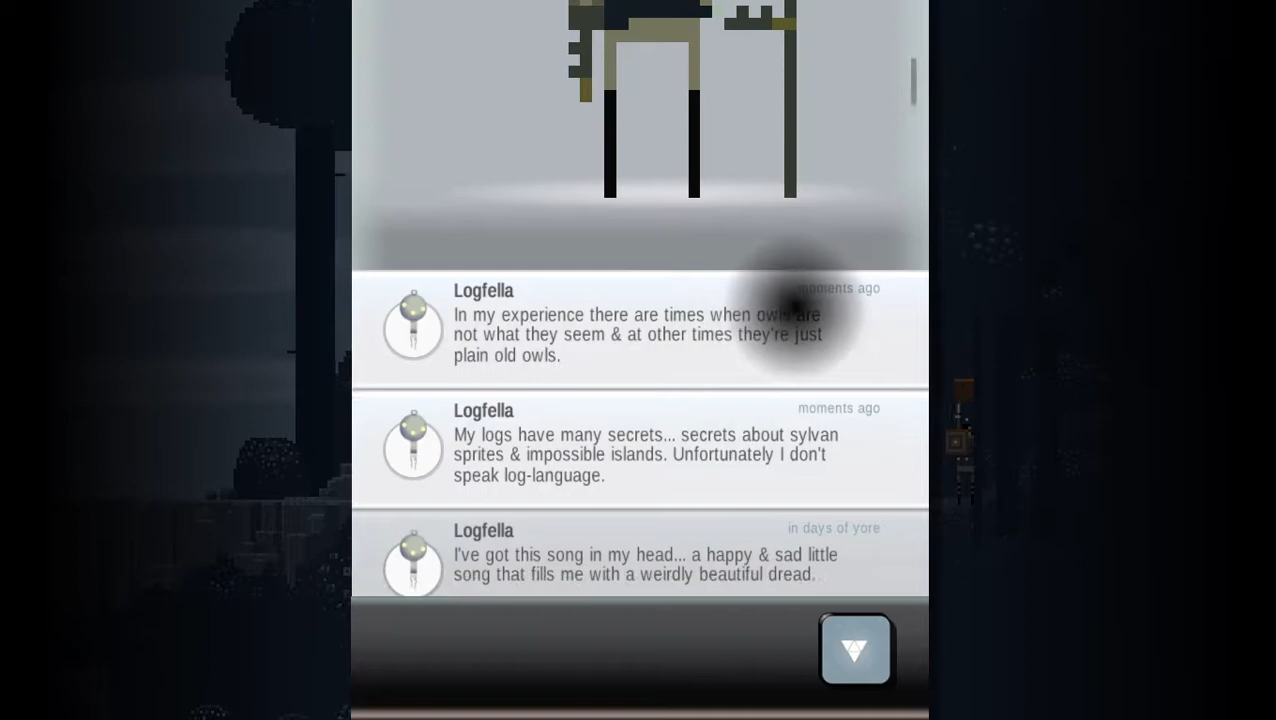 Logfella
moments ago
In my experience there are times when owls are
not what they seem & at other times they're just
plain old owls.
Logfella
moments ago
My logs have many secrets... secrets about sylvan
sprites & impossible islands. Unfortunately I don't
speak log-language.
Logfella
in days of yore
I've got this song in my head... a happy & sad little
song that fills me with a weirdly beautiful dread.